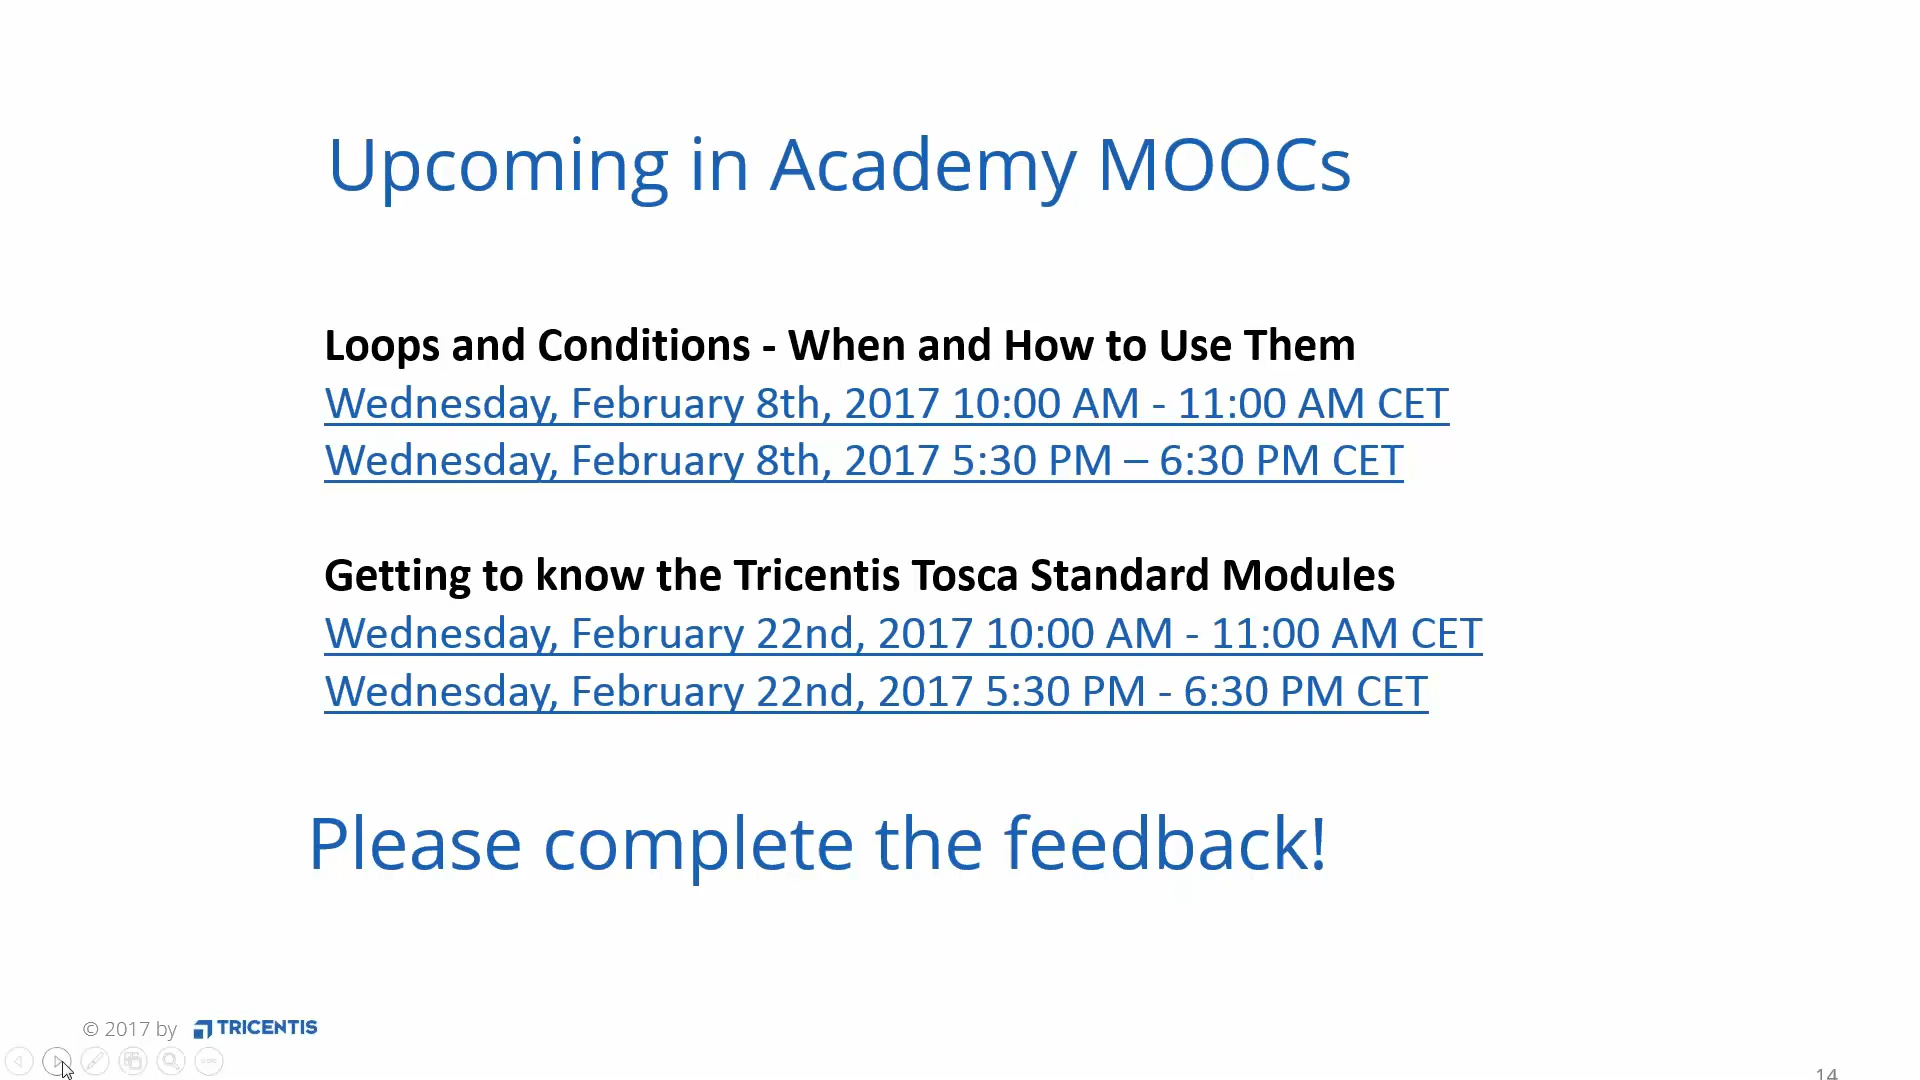 Upcoming in Academy MOOCs
Loops and Conditions - When and How to Use Them
Wednesday, February 8th, 2017 10:00 AM - 11:00 AM CET
Wednesday, February 8th, 2017 5:30 PM – 6:30 PM CET
Getting to know the Tricentis Tosca Standard Modules
Wednesday, February 22nd, 2017 10:00 AM - 11:00 AM CET
Wednesday, February 22nd, 2017 5:30 PM - 6:30 PM CET
Please complete the feedback!
© 2017 by TRICENTIS
14